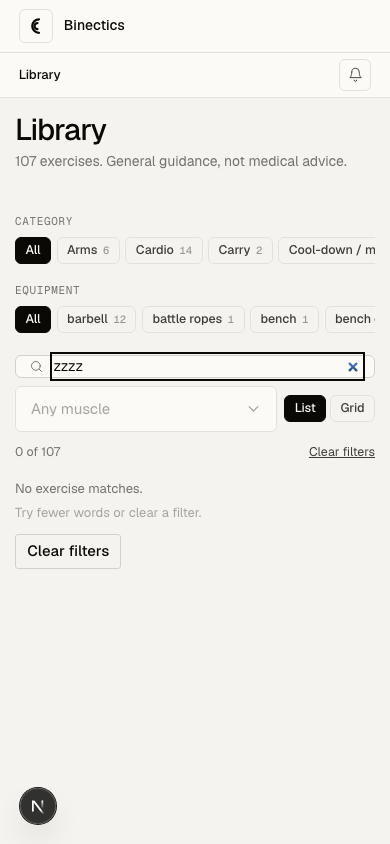 Binectics
Library
Library
107 exercises. General guidance, not medical advice.
CATEGORY
All Arms 6 Cardio 14 Carry 2 Cool-down / m
EQUIPMENT
All barbell 12 battle ropes 1 bench 1 bench
zzzz
Any muscle List Grid
0 of 107 Clear filters
No exercise matches.
Try fewer words or clear a filter.
Clear filters
N